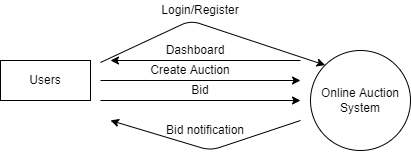 Login/Register
Dashboard
Create Auction
Users
Bid
Online Auction
System
Bid notification